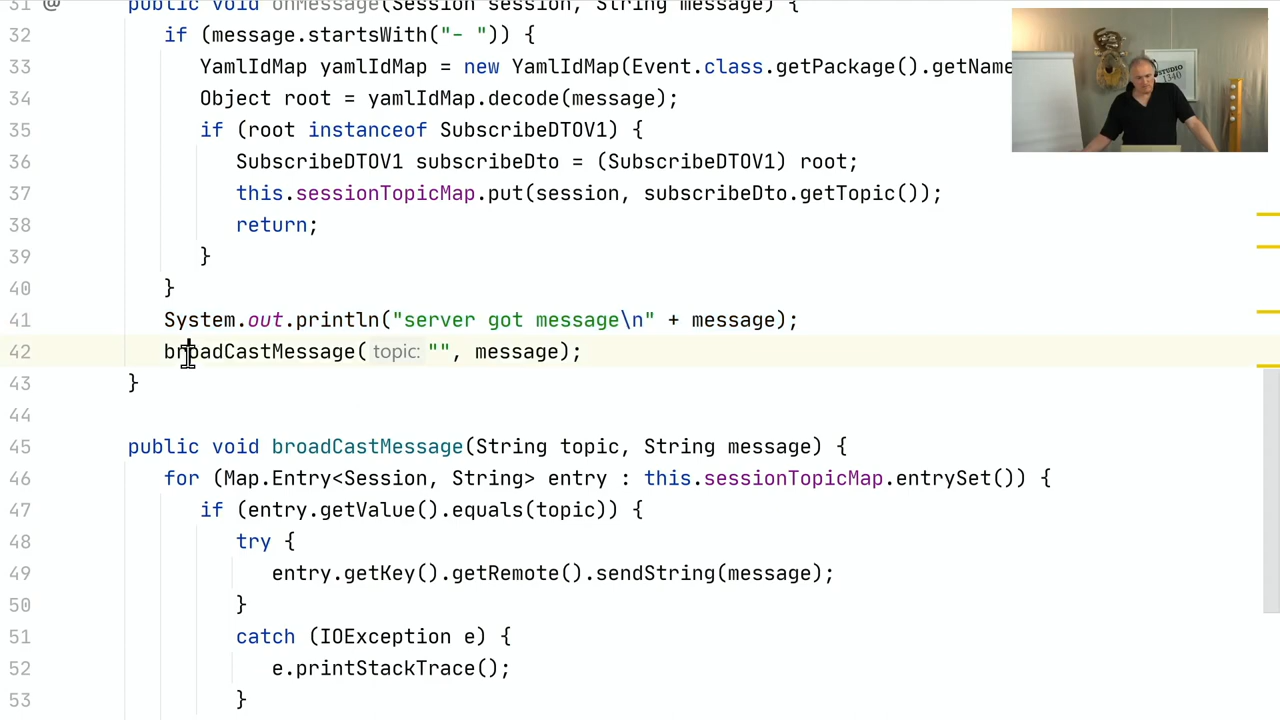 31 @ public void onMessage(Session session, String message) {
32 if (message.startsWith("- ")) {
33 YamlIdMap yamlIdMap = new YamlIdMap(Event.class.getPackage().getName
34 Object root = yamlIdMap.decode(message);
35 if (root instanceof SubscribeDTOV1) {
36 SubscribeDTOV1 subscribeDto = (SubscribeDTOV1) root;
37 this.sessionTopicMap.put(session, subscribeDto.getTopic());
38 return;
39 }
40 }
41 System.out.println("server got message\n" + message);
42 broadCastMessage( topic: "", message);
43 }
44
45 public void broadCastMessage(String topic, String message) {
46 for (Map.Entry<Session, String> entry : this.sessionTopicMap.entrySet()) {
47 if (entry.getValue().equals(topic)) {
48 try {
49 entry.getKey().getRemote().sendString(message);
50 }
51 catch (IOException e) {
52 e.printStackTrace();
53 }
STUDIO
1340